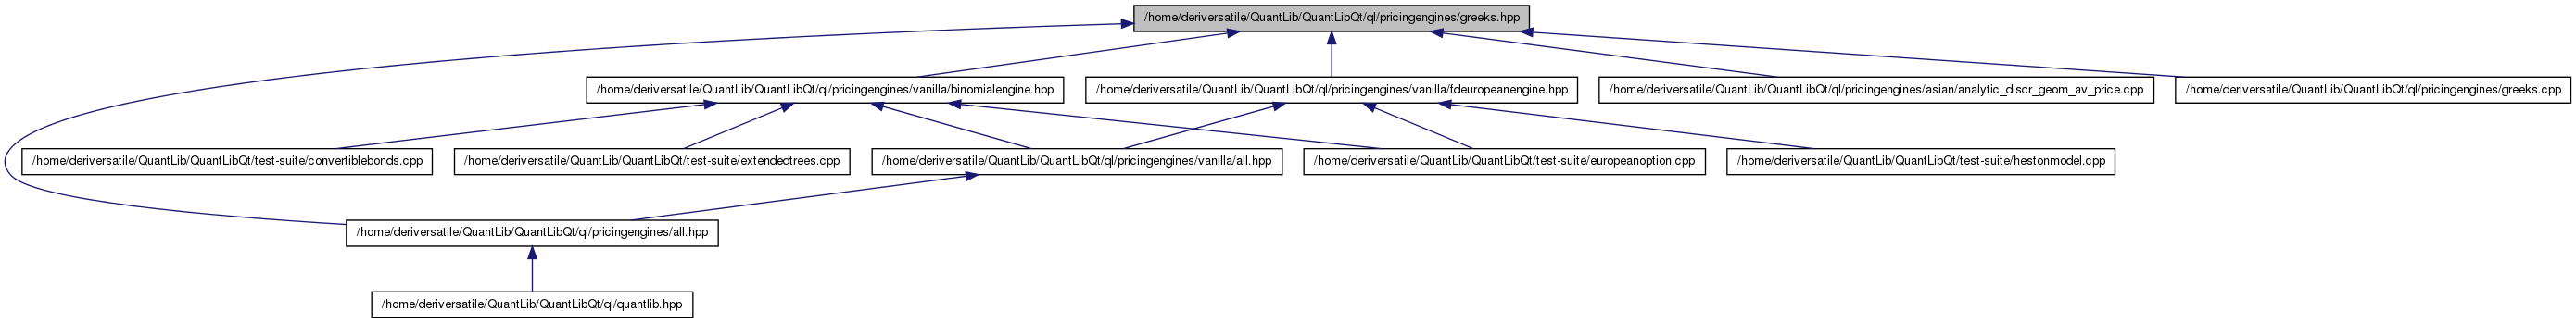 /home/deriversatile/QuantLib/QuantLibQt/ql/pricingengines/greeks.hpp
/home/deriversatile/QuantLib/QuantLibQt/ql/pricingengines/vanilla/binomialengine.hpp
/home/deriversatile/QuantLib/QuantLibQt/ql/pricingengines/vanilla/fdeuropeanengine.hpp
/home/deriversatile/QuantLib/QuantLibQt/ql/pricingengines/asian/analytic_discr_geom_av_price.cpp
/home/deriversatile/QuantLib/QuantLibQt/ql/pricingengines/greeks.cpp
/home/deriversatile/QuantLib/QuantLibQt/test-suite/convertiblebonds.cpp
/home/deriversatile/QuantLib/QuantLibQt/test-suite/extendedtrees.cpp
/home/deriversatile/QuantLib/QuantLibQt/ql/pricingengines/vanilla/all.hpp
/home/deriversatile/QuantLib/QuantLibQt/test-suite/europeanoption.cpp
/home/deriversatile/QuantLib/QuantLibQt/test-suite/hestonmodel.cpp
/home/deriversatile/QuantLib/QuantLibQt/ql/pricingengines/all.hpp
/home/deriversatile/QuantLib/QuantLibQt/ql/quantlib.hpp